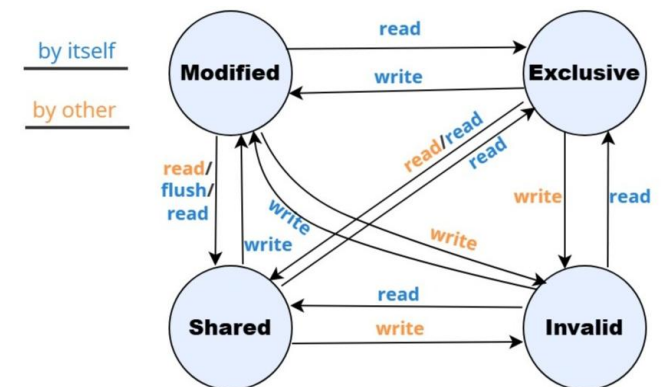 by itself
by other
Modified
Exclusive
Shared
Invalid
read
write
read/
flush/
read
write
write
write
read/read
read
write
read
read
write